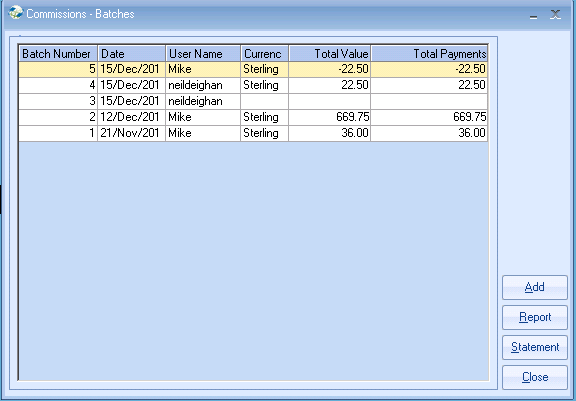 Commissions - Batches
Batch Number Date User Name Currenc Total Value Total Payments
5 15/Dec/201 Mike Sterling -22.50 -22.50
4 15/Dec/201 neildeighan Sterling 22.50 22.50
3 15/Dec/201 neildeighan
2 12/Dec/201 Mike Sterling 669.75 669.75
1 21/Nov/201 Mike Sterling 36.00 36.00
Add
Report
Statement
Close